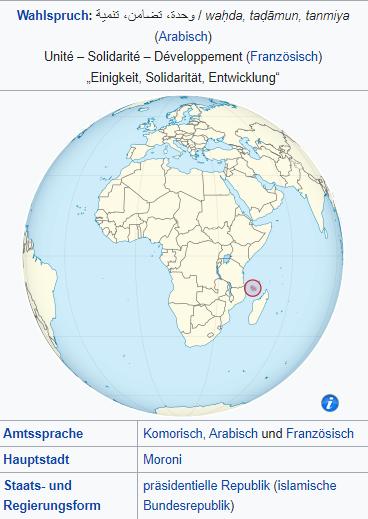 Wahlspruch: وحدة، تضامن، تنمية / waḥda, taḍāmun, tanmiya
(Arabisch)
Unité – Solidarité – Développement (Französisch)
„Einigkeit, Solidarität, Entwicklung“
i
Amtssprache Komorisch, Arabisch und Französisch
Hauptstadt Moroni
Staats- und präsidentielle Republik (islamische
Regierungsform Bundesrepublik)